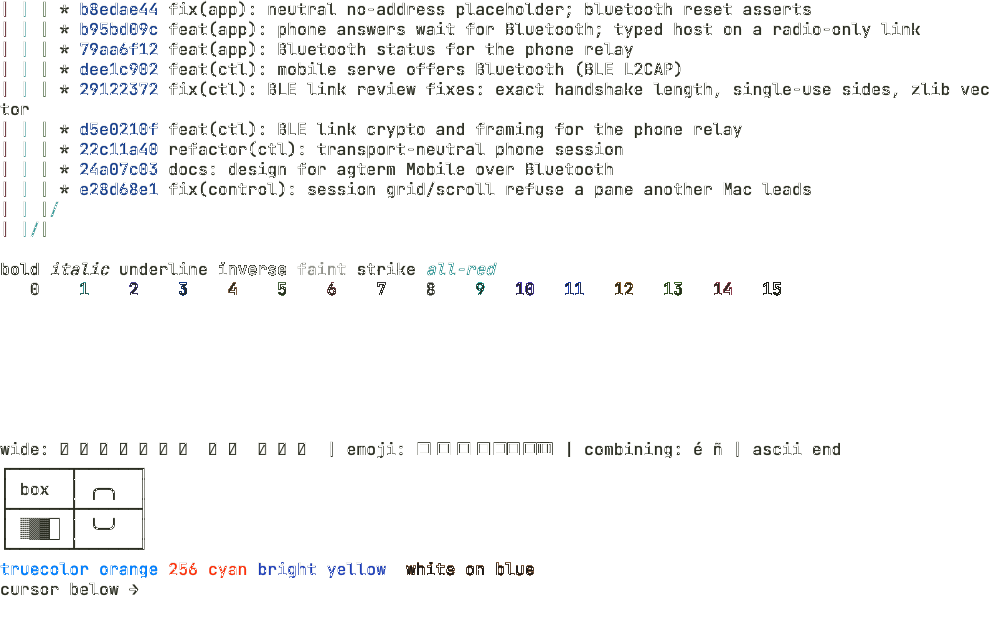 | | | * b8edae44 fix(app): neutral no-address placeholder; bluetooth reset asserts
| | | * b95bd09c feat(app): phone answers wait for Bluetooth; typed host on a radio-only link
| | | * 79aa6f12 feat(app): Bluetooth status for the phone relay
| | | * dee1c982 feat(ctl): mobile serve offers Bluetooth (BLE L2CAP)
| | | * 29122372 fix(ctl): BLE link review fixes: exact handshake length, single-use sides, zlib vec
tor
| | | * d5e0218f feat(ctl): BLE link crypto and framing for the phone relay
| | | * 22c11a48 refactor(ctl): transport-neutral phone session
| | | * 24a07c83 docs: design for agterm Mobile over Bluetooth
| | | * e28d68e1 fix(control): session grid/scroll refuse a pane another Mac leads
| | |/
| |/|
bold italic underline inverse faint strike all-red
0 1 2 3 4 5 6 7 8 9 10 11 12 13 14 15
wide: | emoji: | combining: é ñ | ascii end
box
truecolor orange 256 cyan bright yellow white on blue
cursor below →